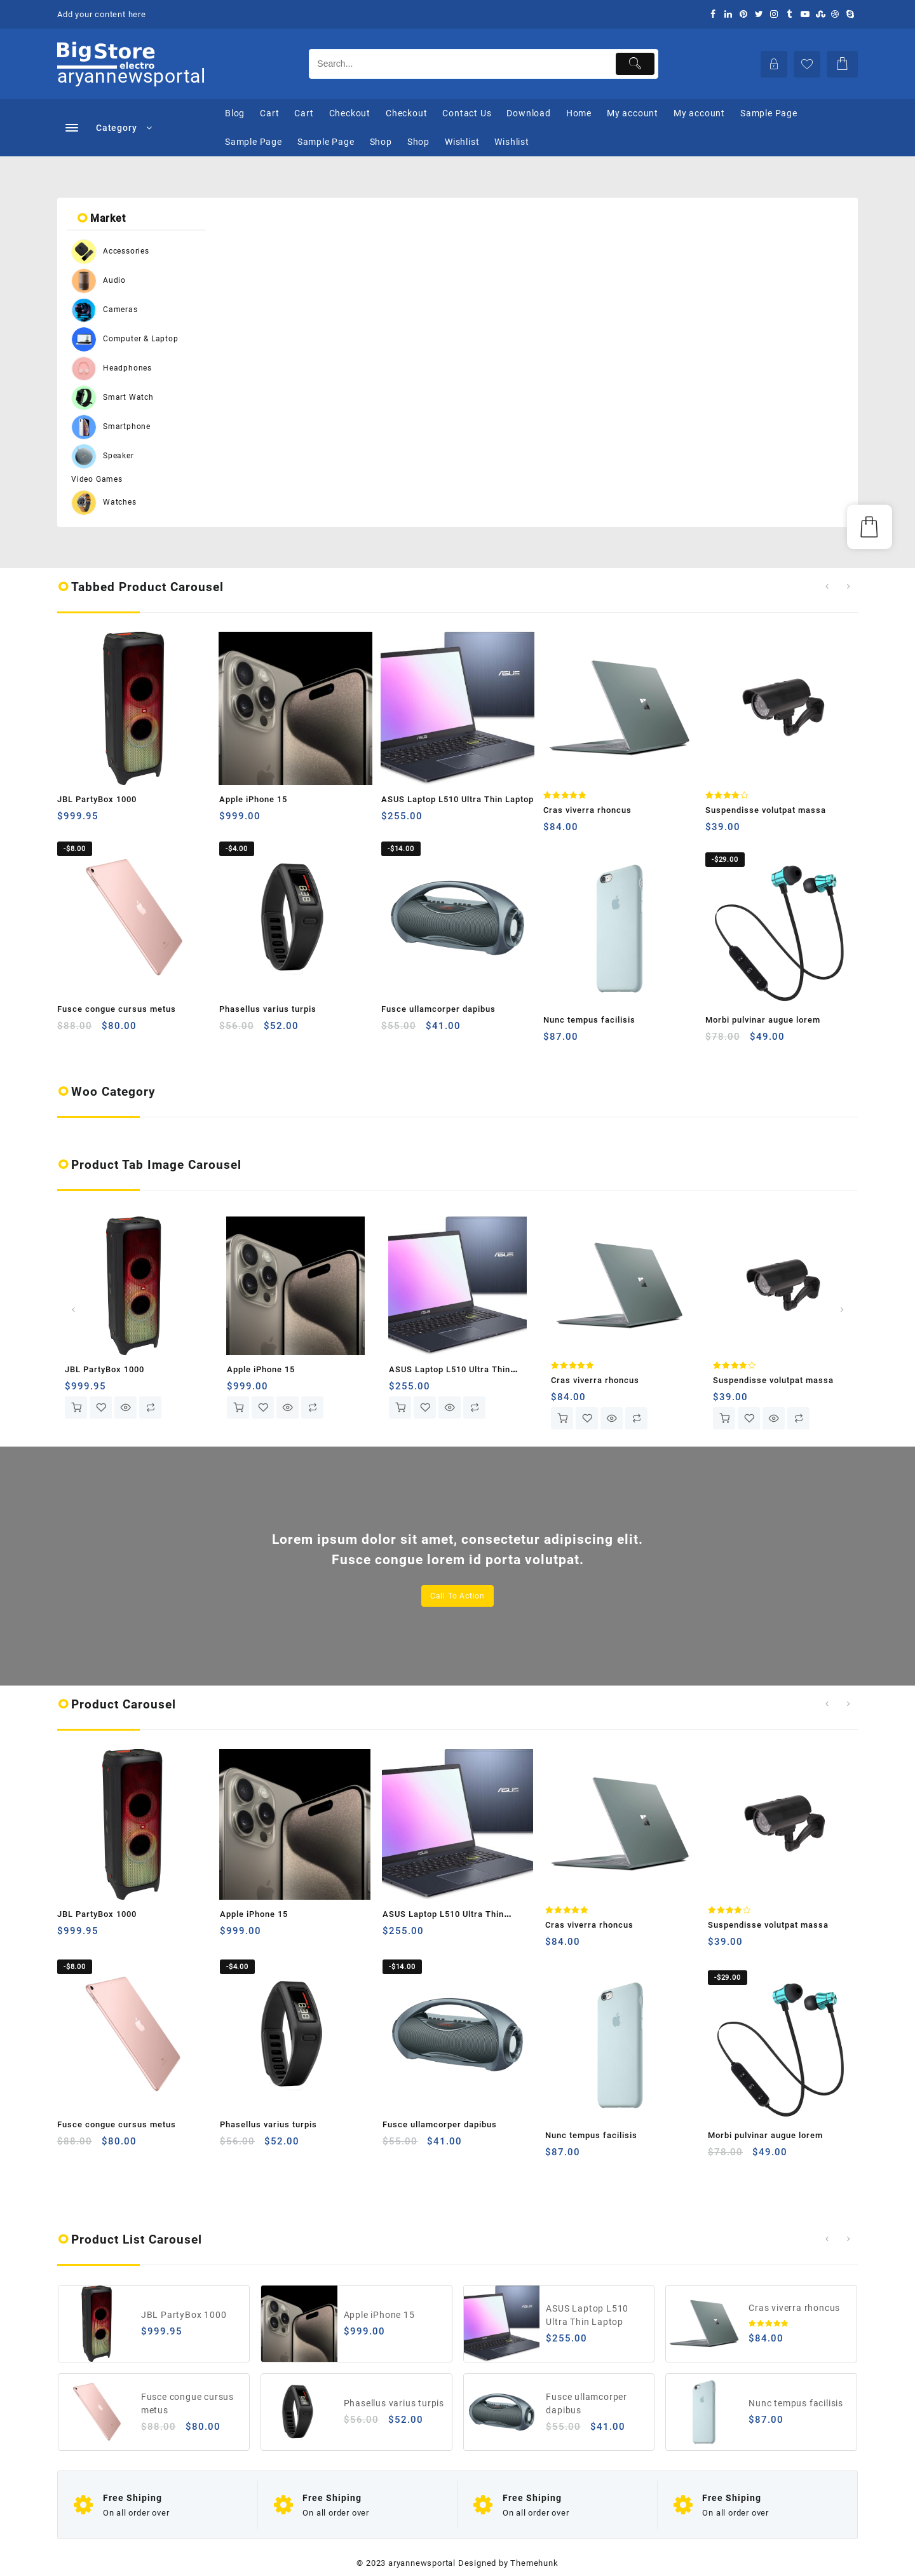 Add your content here
BigStore
electro
aryannewsportal
Search...
Category
Blog Cart Cart Checkout Checkout Contact Us Download Home My account My account Sample Page
Sample Page Sample Page Shop Shop Wishlist Wishlist
Market
Accessories
Audio
Cameras
Computer & Laptop
Headphones
Smart Watch
Smartphone
Speaker
Video Games
Watches
Tabbed Product Carousel
JBL PartyBox 1000
$999.95
Apple iPhone 15
$999.00
ASUS Laptop L510 Ultra Thin Laptop
$255.00
Cras viverra rhoncus
$84.00
Suspendisse volutpat massa
$39.00
-$8.00
Fusce congue cursus metus
$88.00 $80.00
-$4.00
Phasellus varius turpis
$56.00 $52.00
-$14.00
Fusce ullamcorper dapibus
$55.00 $41.00
Nunc tempus facilisis
$87.00
-$29.00
Morbi pulvinar augue lorem
$78.00 $49.00
Woo Category
Product Tab Image Carousel
JBL PartyBox 1000
$999.95
Apple iPhone 15
$999.00
ASUS Laptop L510 Ultra Thin...
$255.00
Cras viverra rhoncus
$84.00
Suspendisse volutpat massa
$39.00
Lorem ipsum dolor sit amet, consectetur adipiscing elit.
Fusce congue lorem id porta volutpat.
Call To Action
Product Carousel
JBL PartyBox 1000
$999.95
Apple iPhone 15
$999.00
ASUS Laptop L510 Ultra Thin...
$255.00
Cras viverra rhoncus
$84.00
Suspendisse volutpat massa
$39.00
-$8.00
Fusce congue cursus metus
$88.00 $80.00
-$4.00
Phasellus varius turpis
$56.00 $52.00
-$14.00
Fusce ullamcorper dapibus
$55.00 $41.00
Nunc tempus facilisis
$87.00
-$29.00
Morbi pulvinar augue lorem
$78.00 $49.00
Product List Carousel
JBL PartyBox 1000
$999.95
Apple iPhone 15
$999.00
ASUS Laptop L510
Ultra Thin Laptop
$255.00
Cras viverra rhoncus
$84.00
Fusce congue cursus
metus
$88.00 $80.00
Phasellus varius turpis
$56.00 $52.00
Fusce ullamcorper
dapibus
$55.00 $41.00
Nunc tempus facilisis
$87.00
Free Shiping
On all order over
Free Shiping
On all order over
Free Shiping
On all order over
Free Shiping
On all order over
© 2023 aryannewsportal Designed by Themehunk